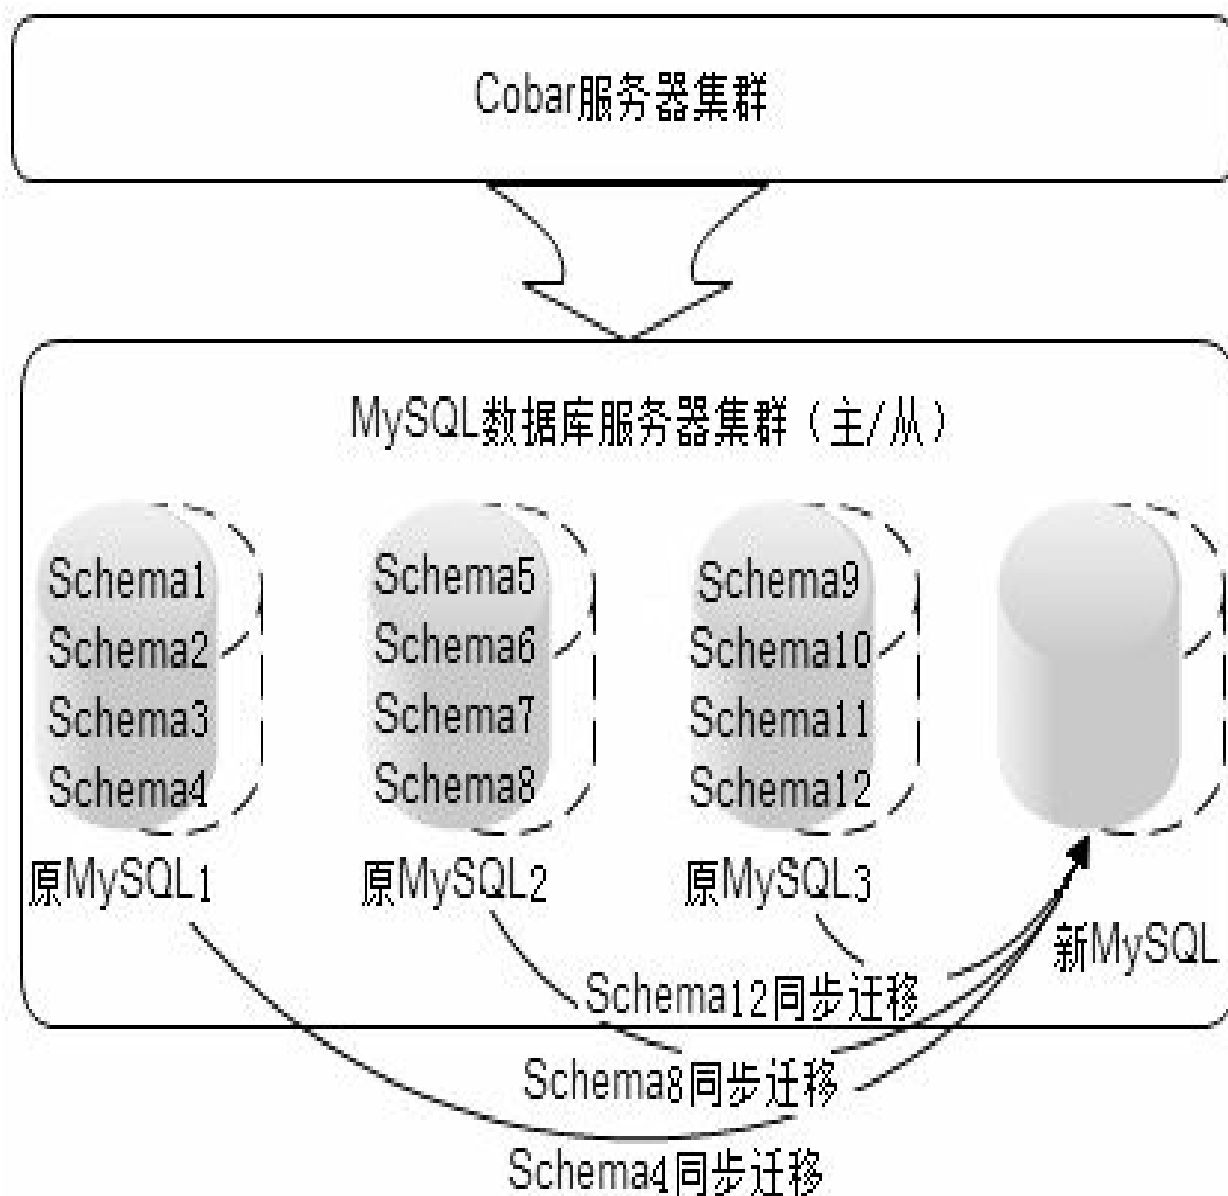 Cobar服务器集群
MySQL数据库服务器集群（主/从）
Schema1
Schema2
Schema3
Schema4
Schema5
Schema6
Schema7
Schema8
Schema9
Schema10
Schema11
Schema12
原MySQL1
原MySQL2
原MySQL3
新MySQL
Schema12同步迁移
Schema8同步迁移
Schema4同步迁移